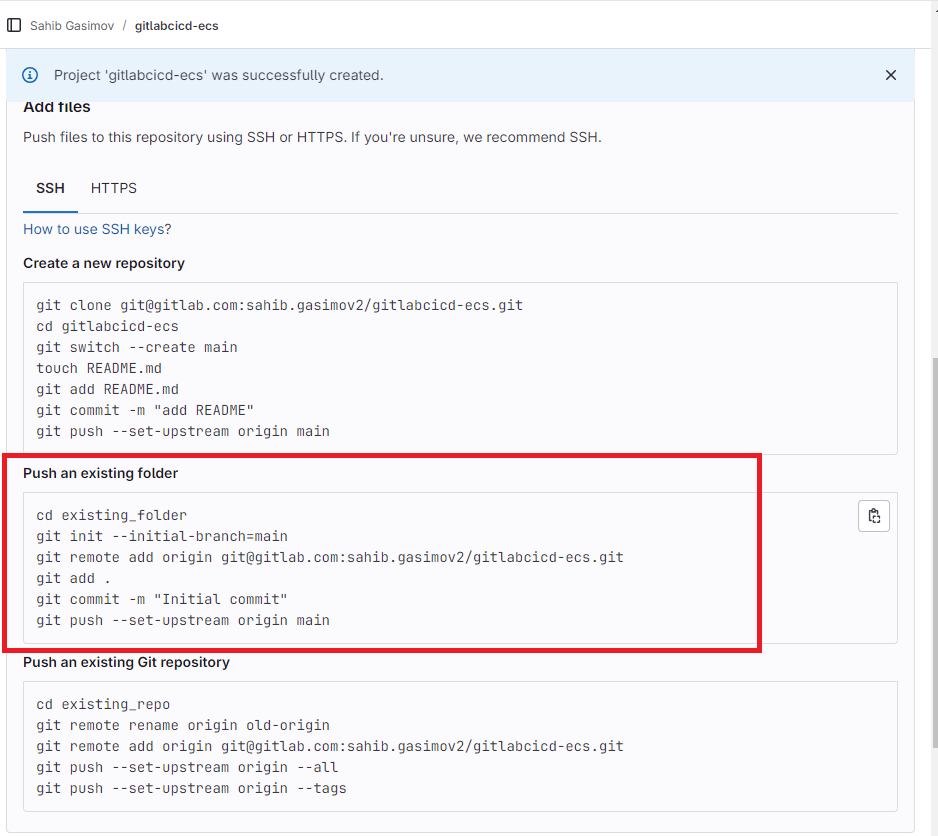 Sahib Gasimov / gitlabcicd-ecs
Project 'gitlabcicd-ecs' was successfully created.
Add files
Push files to this repository using SSH or HTTPS. If you're unsure, we recommend SSH.
SSH HTTPS
How to use SSH keys?
Create a new repository
git clone git@gitlab.com:sahib.gasimov2/gitlabcicd-ecs.git
cd gitlabcicd-ecs
git switch --create main
touch README.md
git add README.md
git commit -m "add README"
git push --set-upstream origin main
Push an existing folder
cd existing_folder
git init --initial-branch=main
git remote add origin git@gitlab.com:sahib.gasimov2/gitlabcicd-ecs.git
git add .
git commit -m "Initial commit"
git push --set-upstream origin main
Push an existing Git repository
cd existing_repo
git remote rename origin old-origin
git remote add origin git@gitlab.com:sahib.gasimov2/gitlabcicd-ecs.git
git push --set-upstream origin --all
git push --set-upstream origin --tags